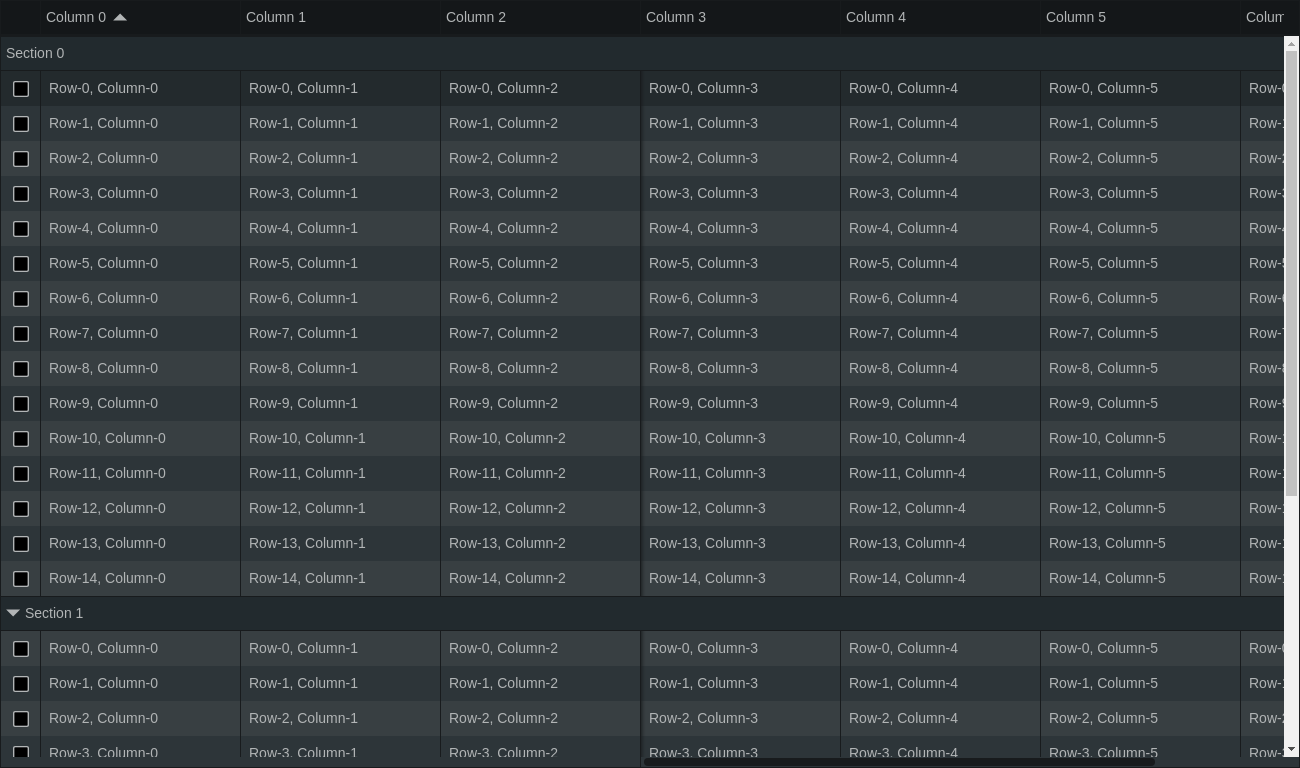 Column 0 Column 1 Column 2 Column 3 Column 4 Column 5 Colum
Section 0
Row-0, Column-0 Row-0, Column-1 Row-0, Column-2 Row-0, Column-3 Row-0, Column-4 Row-0, Column-5 Row-
Row-1, Column-0 Row-1, Column-1 Row-1, Column-2 Row-1, Column-3 Row-1, Column-4 Row-1, Column-5 Row-
Row-2, Column-0 Row-2, Column-1 Row-2, Column-2 Row-2, Column-3 Row-2, Column-4 Row-2, Column-5 Row-
Row-3, Column-0 Row-3, Column-1 Row-3, Column-2 Row-3, Column-3 Row-3, Column-4 Row-3, Column-5 Row-
Row-4, Column-0 Row-4, Column-1 Row-4, Column-2 Row-4, Column-3 Row-4, Column-4 Row-4, Column-5 Row-
Row-5, Column-0 Row-5, Column-1 Row-5, Column-2 Row-5, Column-3 Row-5, Column-4 Row-5, Column-5 Row-
Row-6, Column-0 Row-6, Column-1 Row-6, Column-2 Row-6, Column-3 Row-6, Column-4 Row-6, Column-5 Row-
Row-7, Column-0 Row-7, Column-1 Row-7, Column-2 Row-7, Column-3 Row-7, Column-4 Row-7, Column-5 Row-
Row-8, Column-0 Row-8, Column-1 Row-8, Column-2 Row-8, Column-3 Row-8, Column-4 Row-8, Column-5 Row-
Row-9, Column-0 Row-9, Column-1 Row-9, Column-2 Row-9, Column-3 Row-9, Column-4 Row-9, Column-5 Row-
Row-10, Column-0 Row-10, Column-1 Row-10, Column-2 Row-10, Column-3 Row-10, Column-4 Row-10, Column-5 Row-
Row-11, Column-0 Row-11, Column-1 Row-11, Column-2 Row-11, Column-3 Row-11, Column-4 Row-11, Column-5 Row-
Row-12, Column-0 Row-12, Column-1 Row-12, Column-2 Row-12, Column-3 Row-12, Column-4 Row-12, Column-5 Row-
Row-13, Column-0 Row-13, Column-1 Row-13, Column-2 Row-13, Column-3 Row-13, Column-4 Row-13, Column-5 Row-
Row-14, Column-0 Row-14, Column-1 Row-14, Column-2 Row-14, Column-3 Row-14, Column-4 Row-14, Column-5 Row-
Section 1
Row-0, Column-0 Row-0, Column-1 Row-0, Column-2 Row-0, Column-3 Row-0, Column-4 Row-0, Column-5 Row-
Row-1, Column-0 Row-1, Column-1 Row-1, Column-2 Row-1, Column-3 Row-1, Column-4 Row-1, Column-5 Row-
Row-2, Column-0 Row-2, Column-1 Row-2, Column-2 Row-2, Column-3 Row-2, Column-4 Row-2, Column-5 Row-
Row-3, Column-0 Row-3, Column-1 Row-3, Column-2 Row-3, Column-3 Row-3, Column-4 Row-3, Column-5 Row-